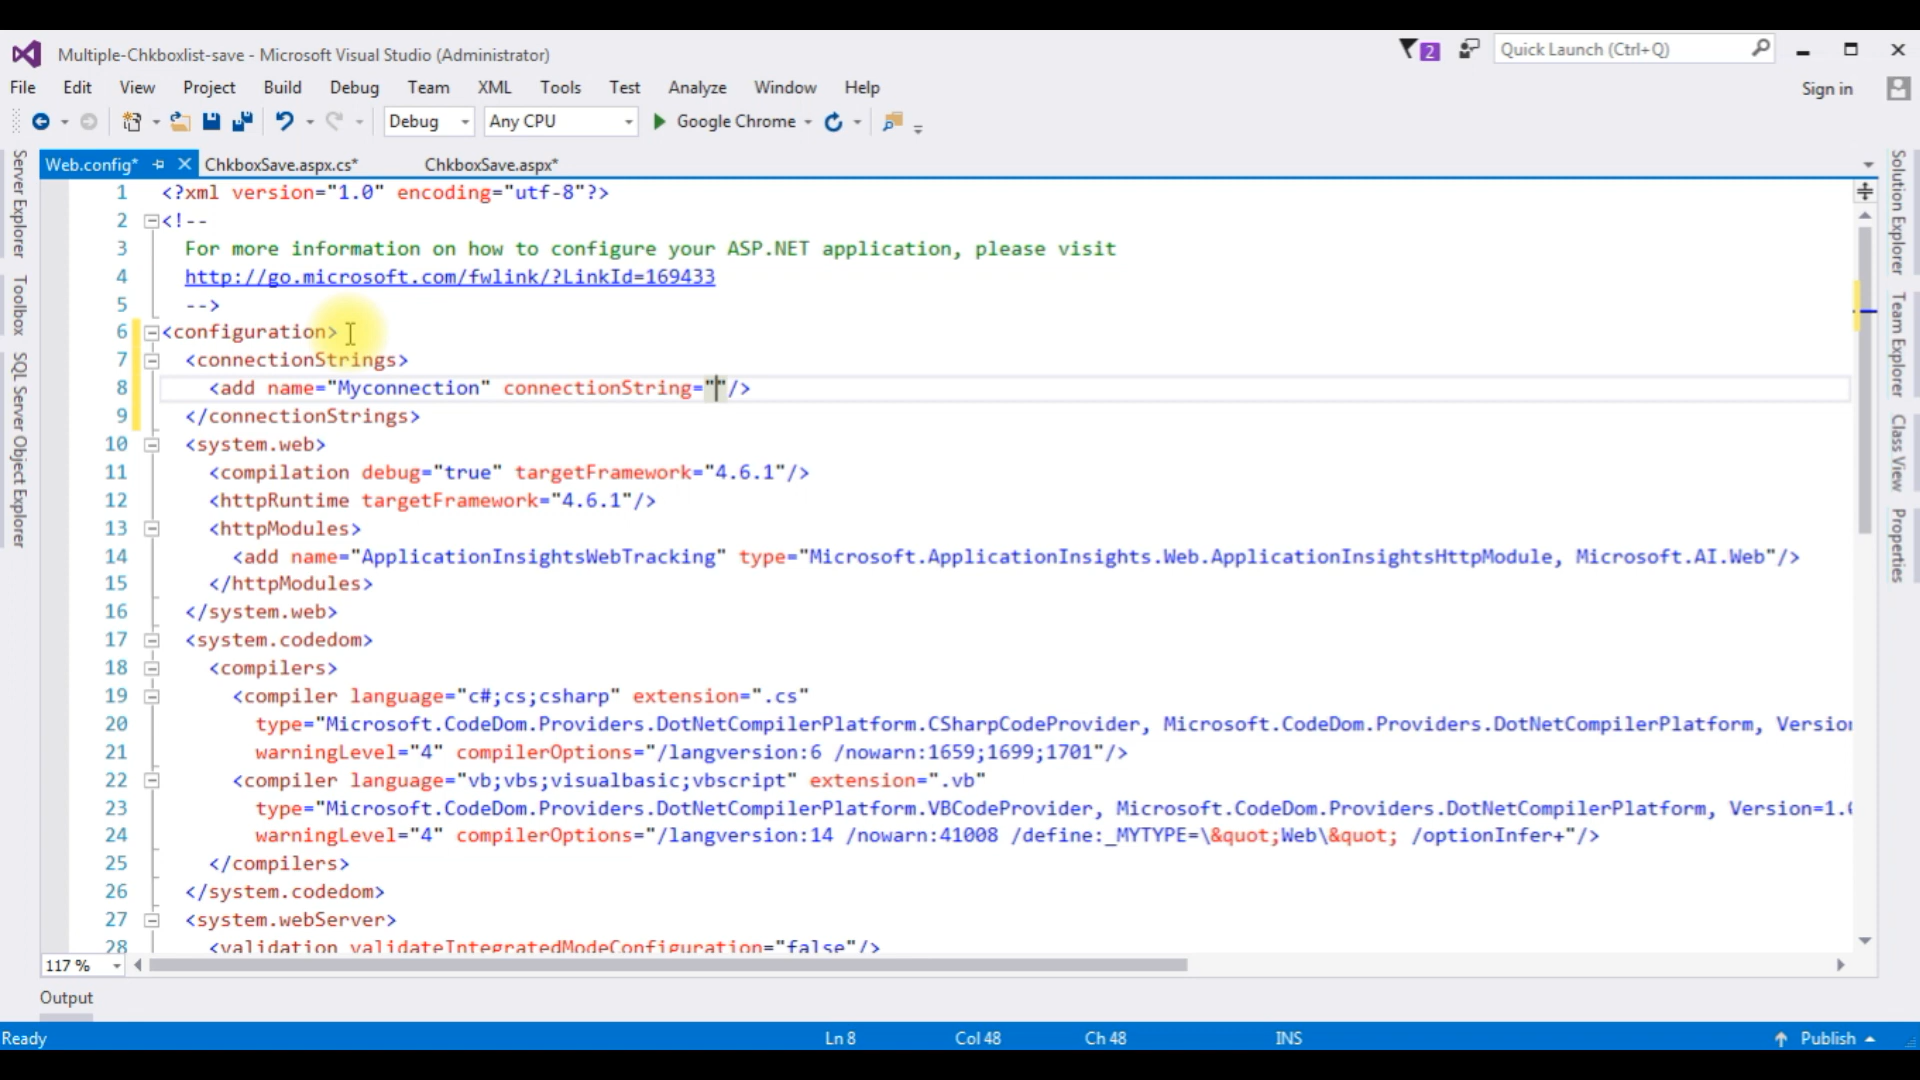 Multiple-Chkboxlist-save - Microsoft Visual Studio (Administrator)
2
Quick Launch (Ctrl+Q)
File Edit View Project Build Debug Team XML Tools Test Analyze Window Help
Sign in
Debug Any CPU Google Chrome
Web.config* ChkboxSave.aspx.cs* ChkboxSave.aspx*
Server Explorer
Toolbox
SQL Server Object Explorer
1 <?xml version="1.0" encoding="utf-8"?>
2 <!--
3 For more information on how to configure your ASP.NET application, please visit
4 http://go.microsoft.com/fwlink/?LinkId=169433
5 -->
6 <configuration>
7 <connectionStrings>
8 <add name="Myconnection" connectionString=""/>
9 </connectionStrings>
10 <system.web>
11 <compilation debug="true" targetFramework="4.6.1"/>
12 <httpRuntime targetFramework="4.6.1"/>
13 <httpModules>
14 <add name="ApplicationInsightsWebTracking" type="Microsoft.ApplicationInsights.Web.ApplicationInsightsHttpModule, Microsoft.AI.Web"/>
15 </httpModules>
16 </system.web>
17 <system.codedom>
18 <compilers>
19 <compiler language="c#;cs;csharp" extension=".cs"
20 type="Microsoft.CodeDom.Providers.DotNetCompilerPlatform.CSharpCodeProvider, Microsoft.CodeDom.Providers.DotNetCompilerPlatform, Version
21 warningLevel="4" compilerOptions="/langversion:6 /nowarn:1659;1699;1701"/>
22 <compiler language="vb;vbs;visualbasic;vbscript" extension=".vb"
23 type="Microsoft.CodeDom.Providers.DotNetCompilerPlatform.VBCodeProvider, Microsoft.CodeDom.Providers.DotNetCompilerPlatform, Version=1.0
24 warningLevel="4" compilerOptions="/langversion:14 /nowarn:41008 /define:_MYTYPE=\&quot;Web\&quot; /optionInfer+"/>
25 </compilers>
26 </system.codedom>
27 <system.webServer>
28 <validation validateIntegratedModeConfiguration="false"/>
Solution Explorer
Team Explorer
Class View
Properties
117 %
Output
Ready Ln 8 Col 48 Ch 48 INS Publish